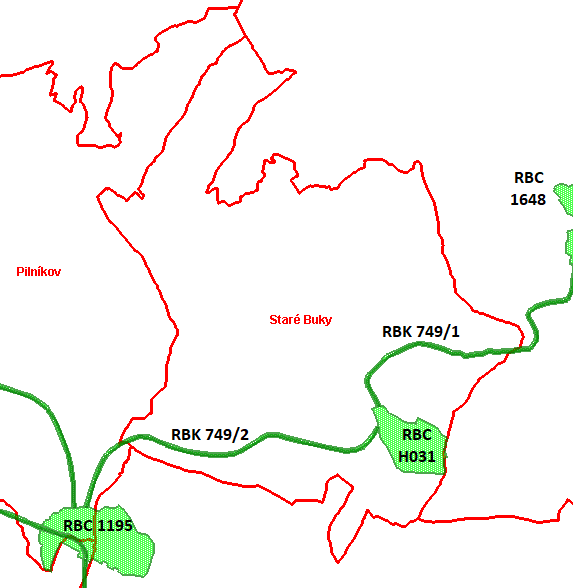 RBC
1648
Pilníkov
Staré Buky
RBK 749/1
RBK 749/2
RBC
H031
RBC 1195